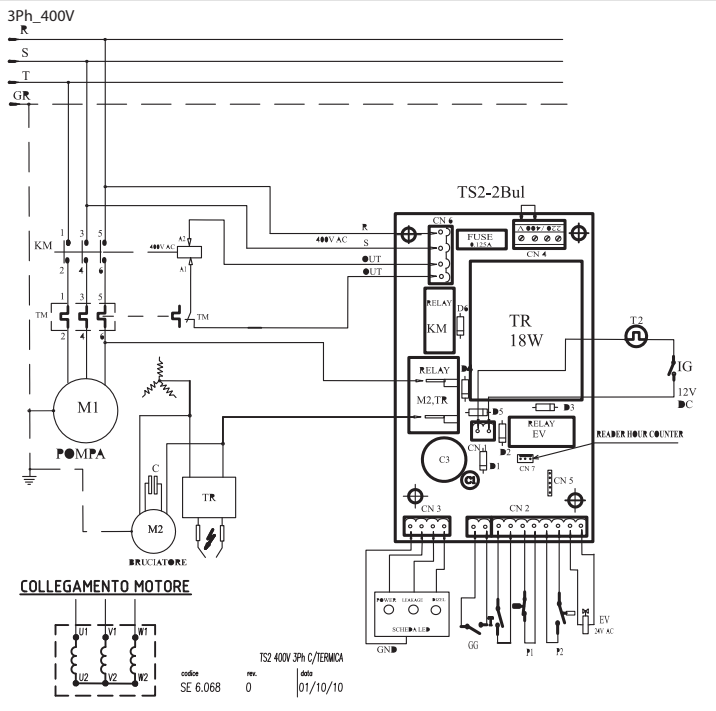 3Ph_400V
R
S
T
GR
TS2-2Bul
CN 6
FUSE
0.125A
220 / 400 V
CN 4
R
400V AC
S
OUT
OUT
1 3 5
KM
2 4 6
400V AC
A2
A1
1 3 5
TM
2 4 6
TM
RELAY
KM
D6
TR
18W
T2
IG
12V
DC
RELAY
M2,TR
D4
D5
D3
RELAY
EV
READER HOUR COUNTER
CN 1
D2
D1
CN 7
C3
C1
CN 5
M1
POMPA
C
TR
M2
BRUCIATORE
CN 3
CN 2
POWER
LEAKAGE
SCHEDA LED
GND
GG
P1
P2
EV
24V AC
COLLEGAMENTO MOTORE
U1 V1 W1
U2 V2 W2
TS2 400V 3Ph C/TERMICA
codice rev. data
SE 6.068 0 01/10/10